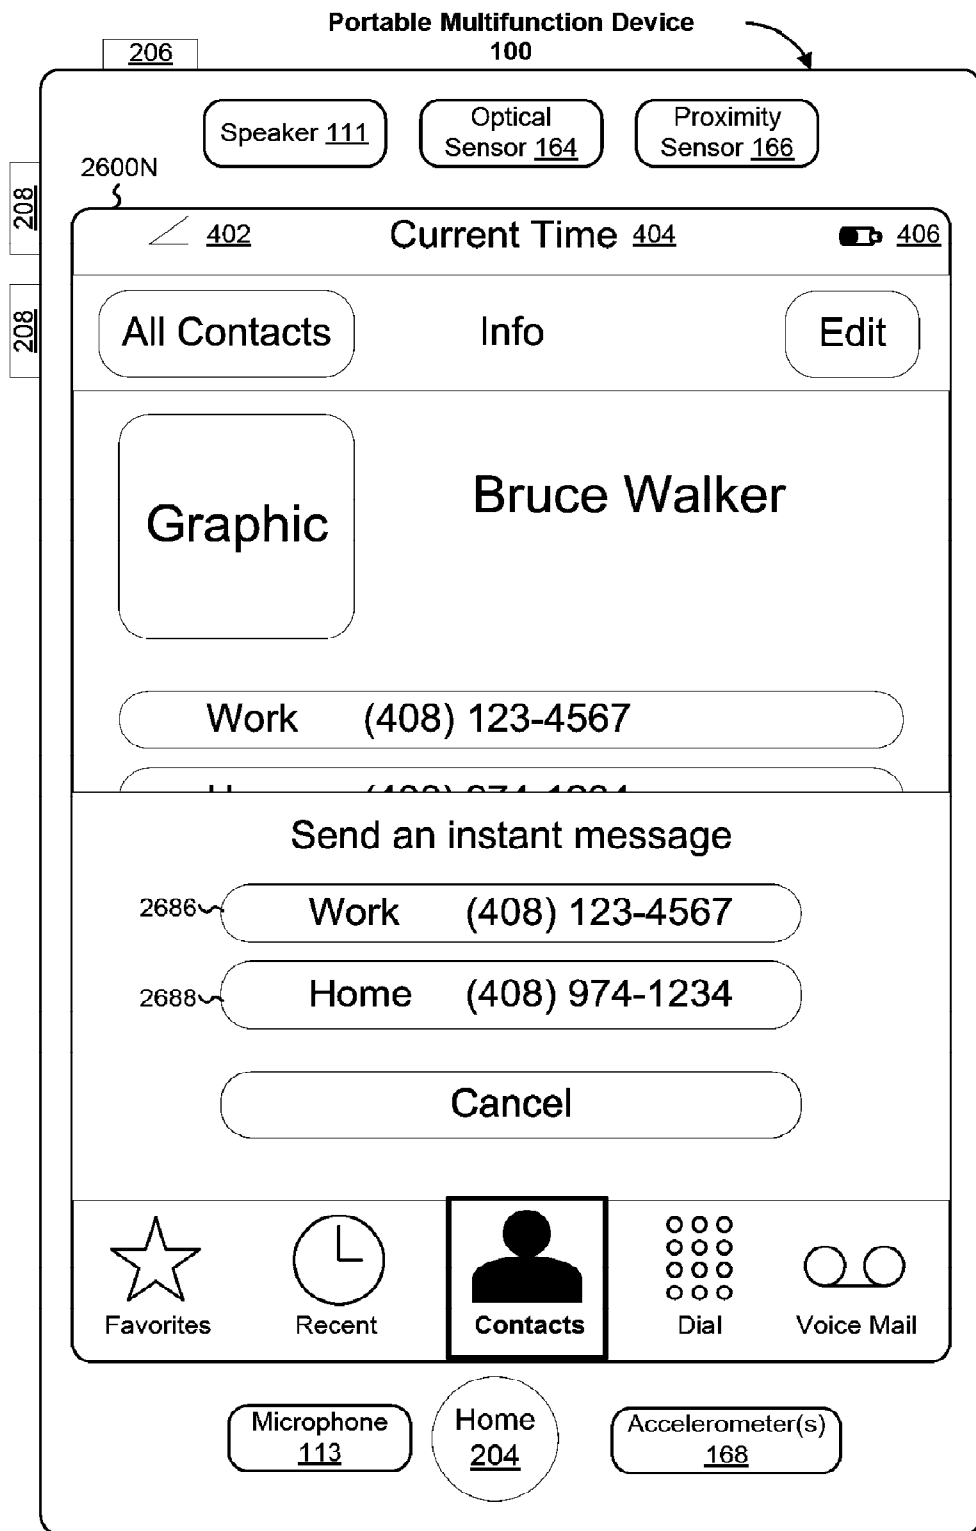 Portable Multifunction Device
100
206
Speaker 111
Optical
Sensor 164
Proximity
Sensor 166
2600N
208
208
402
Current Time 404
406
All Contacts
Info
Edit
Graphic
Bruce Walker
Work (408) 123-4567
Send an instant message
2686
Work (408) 123-4567
2688
Home (408) 974-1234
Cancel
Favorites
Recent
Contacts
Dial
Voice Mail
Microphone
113
Home
204
Accelerometer(s)
168